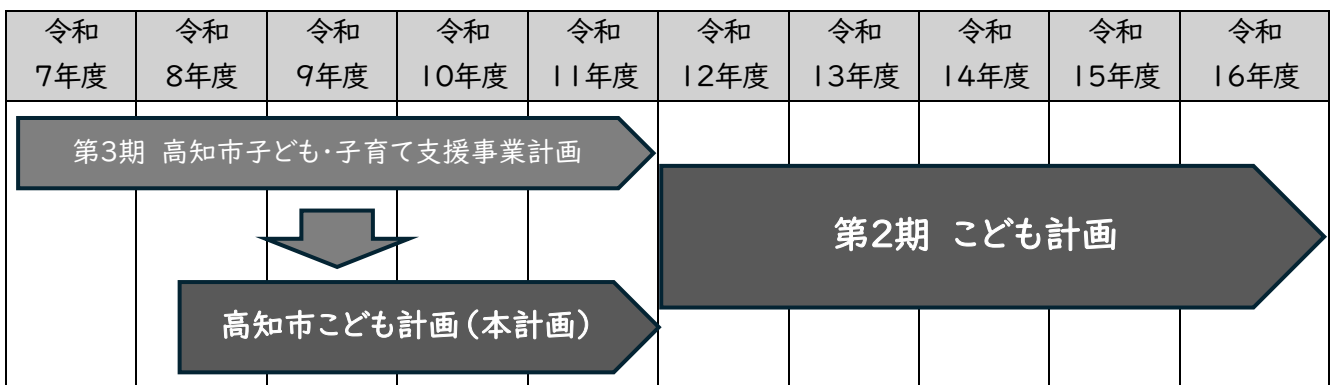 令和
7年度
令和
8年度
令和
9年度
令和
10年度
令和
11年度
令和
12年度
令和
13年度
令和
14年度
令和
15年度
令和
16年度
第3期 高知市子ども・子育て支援事業計画
第2期 こども計画
高知市こども計画(本計画)